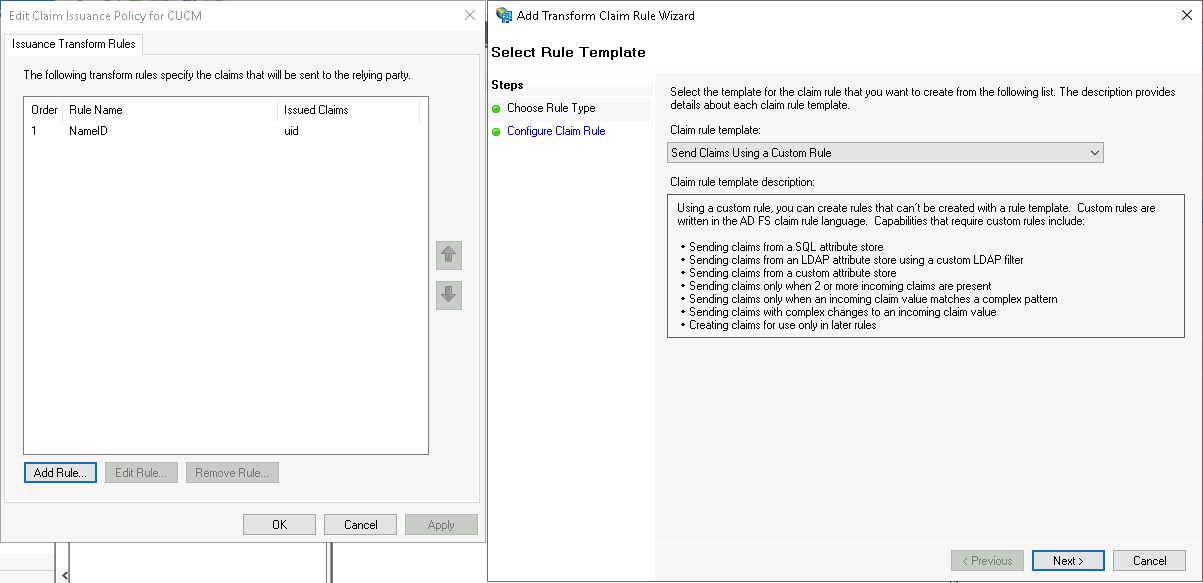 Edit Claim Issuance Policy for CUCM
Issuance Transform Rules
The following transform rules specify the claims that will be sent to the relying party.
Order Rule Name Issued Claims
1 NameID uid
Add Rule... Edit Rule... Remove Rule...
OK Cancel Apply
Add Transform Claim Rule Wizard
Select Rule Template
Steps
Choose Rule Type
Configure Claim Rule
Select the template for the claim rule that you want to create from the following list. The description provides
details about each claim rule template.
Claim rule template:
Send Claims Using a Custom Rule
Claim rule template description:
Using a custom rule, you can create rules that can´t be created with a rule template. Custom rules are
written in the AD FS claim rule language. Capabilities that require custom rules include:
• Sending claims from a SQL attribute store
• Sending claims from an LDAP attribute store using a custom LDAP filter
• Sending claims from a custom attribute store
• Sending claims only when 2 or more incoming claims are present
• Sending claims only when an incoming claim value matches a complex pattern
• Sending claims with complex changes to an incoming claim value
• Creating claims for use only in later rules
< Previous Next > Cancel